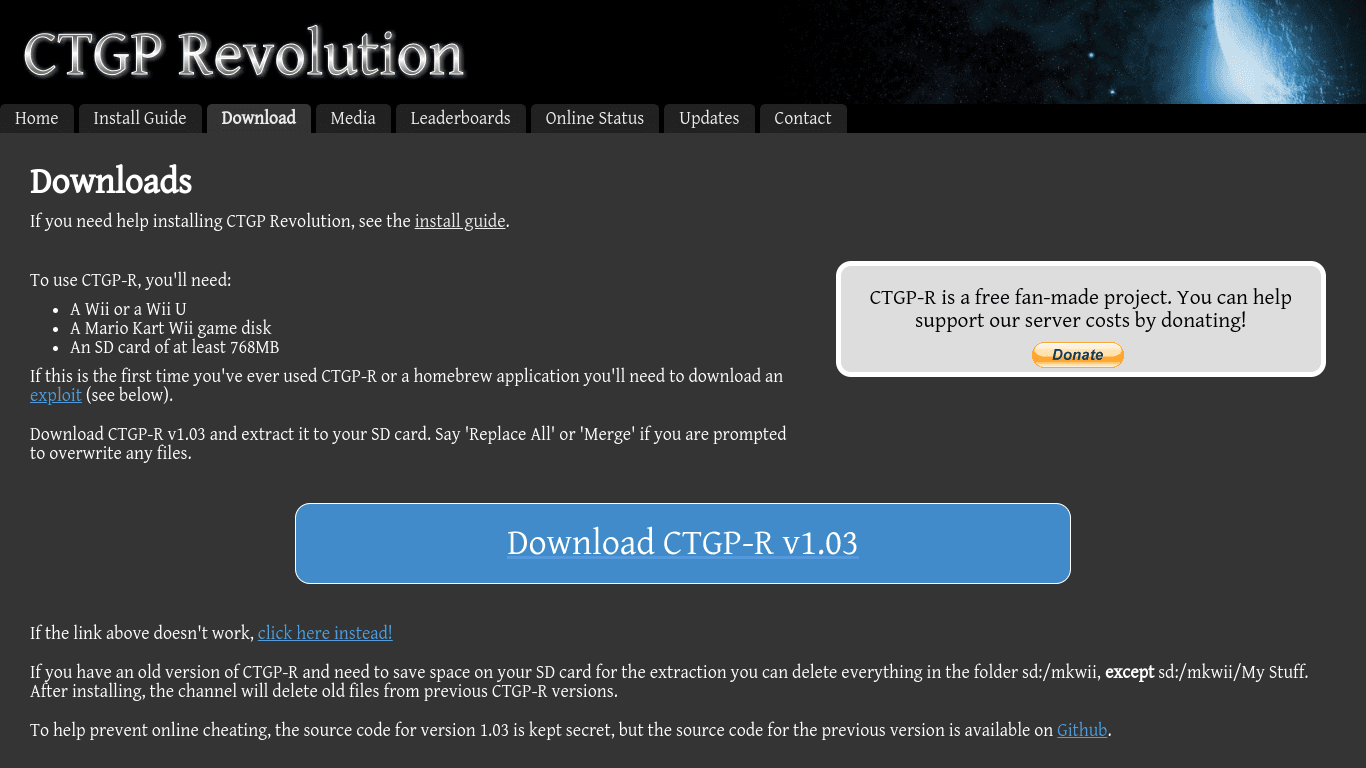 CTGP Revolution
Home
Install Guide
Download
Media
Leaderboards
Online Status
Updates
Contact
Downloads
If you need help installing CTGP Revolution, see the install guide.
To use CTGP-R, you'll need:
A Wii or a Wii U
A Mario Kart Wii game disk
An SD card of at least 768MB
If this is the first time you've ever used CTGP-R or a homebrew application you'll need to download an
exploit (see below).
Download CTGP-R v1.03 and extract it to your SD card. Say 'Replace All' or 'Merge' if you are prompted
to overwrite any files.
CTGP-R is a free fan-made project. You can help
support our server costs by donating!
Donate
Download CTGP-R v1.03
If the link above doesn't work, click here instead!
If you have an old version of CTGP-R and need to save space on your SD card for the extraction you can delete everything in the folder sd:/mkwii, except sd:/mkwii/My Stuff.
After installing, the channel will delete old files from previous CTGP-R versions.
To help prevent online cheating, the source code for version 1.03 is kept secret, but the source code for the previous version is available on Github.